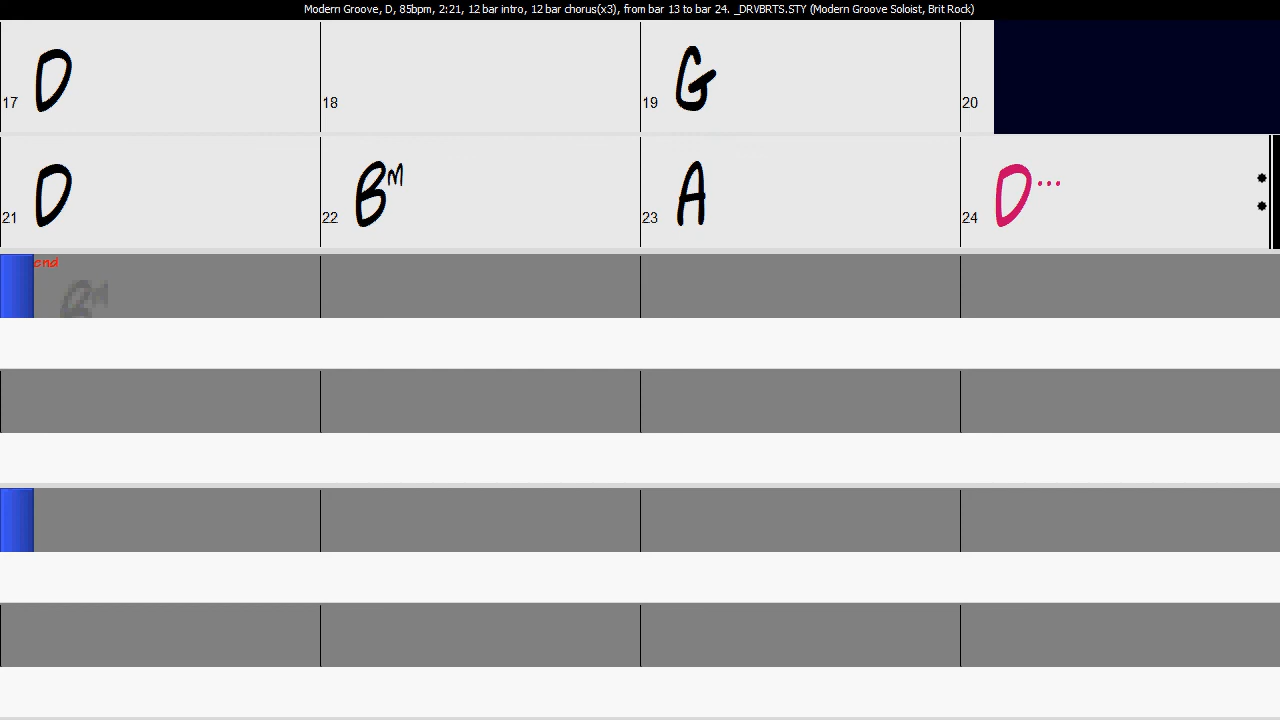 Modern Groove, D, 85bpm, 2:21, 12 bar intro, 12 bar chorus(x3), from bar 13 to bar 24. _DRVBRTS.STY (Modern Groove Soloist, Brit Rock)
17 D 18 19 G 20
21 D 22 BM 23 A 24 D...
end
BM